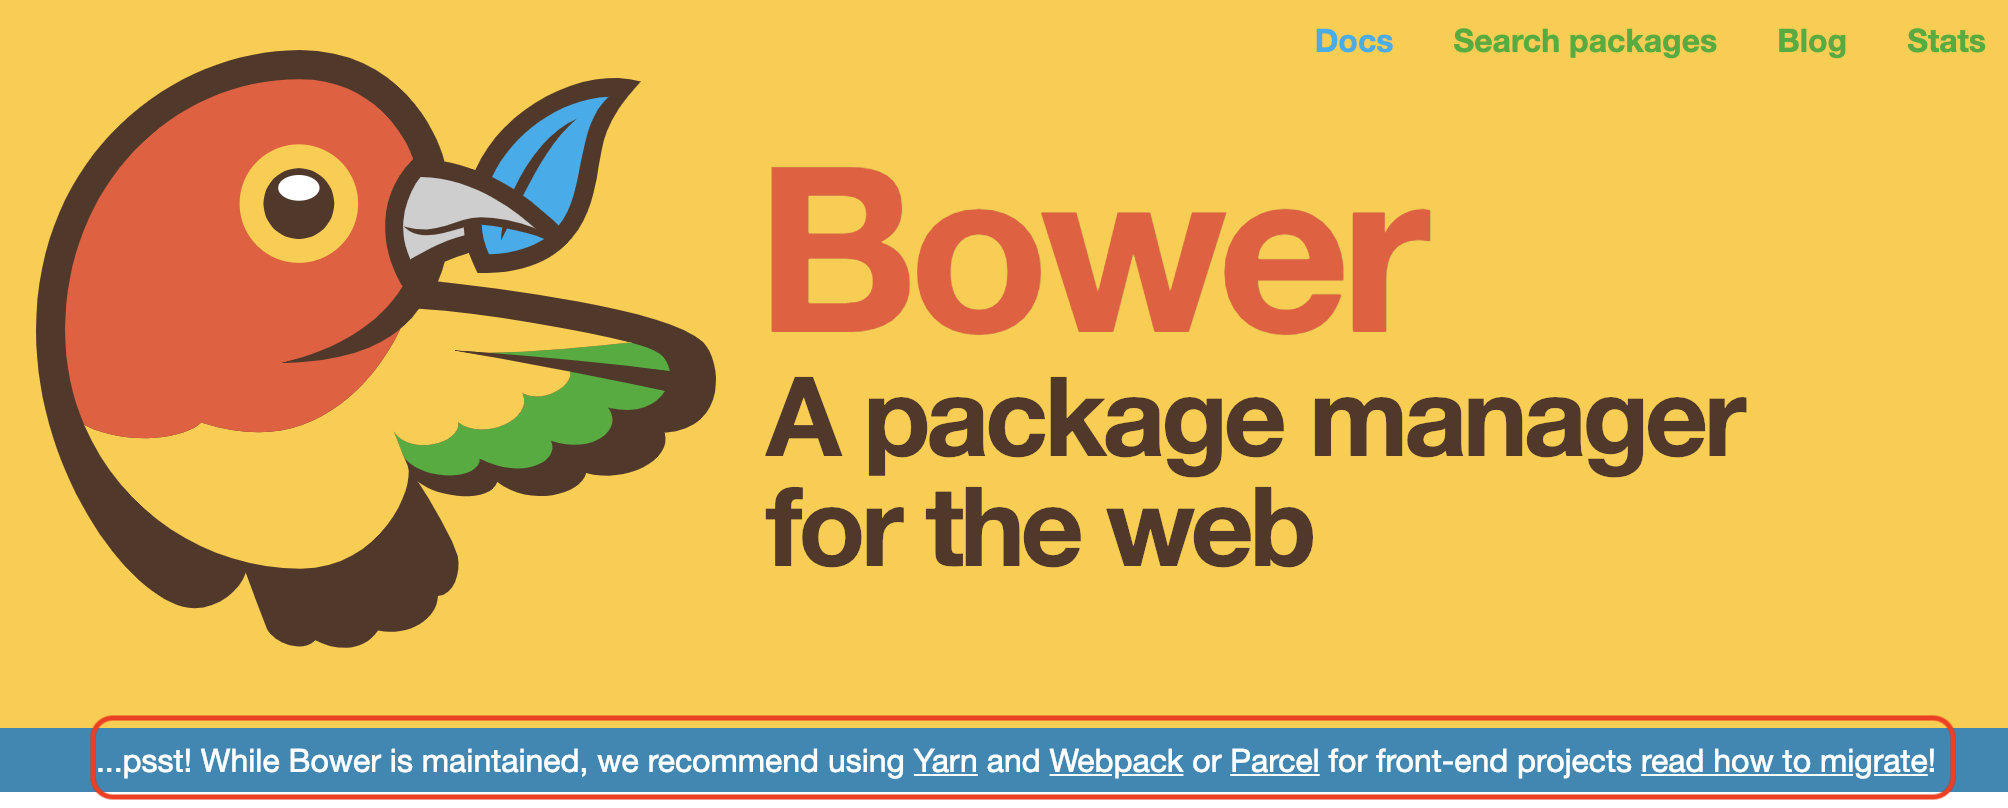 Docs Search packages Blog Stats
Bower
A package manager
for the web
...psst! While Bower is maintained, we recommend using Yarn and Webpack or Parcel for front-end projects read how to migrate!